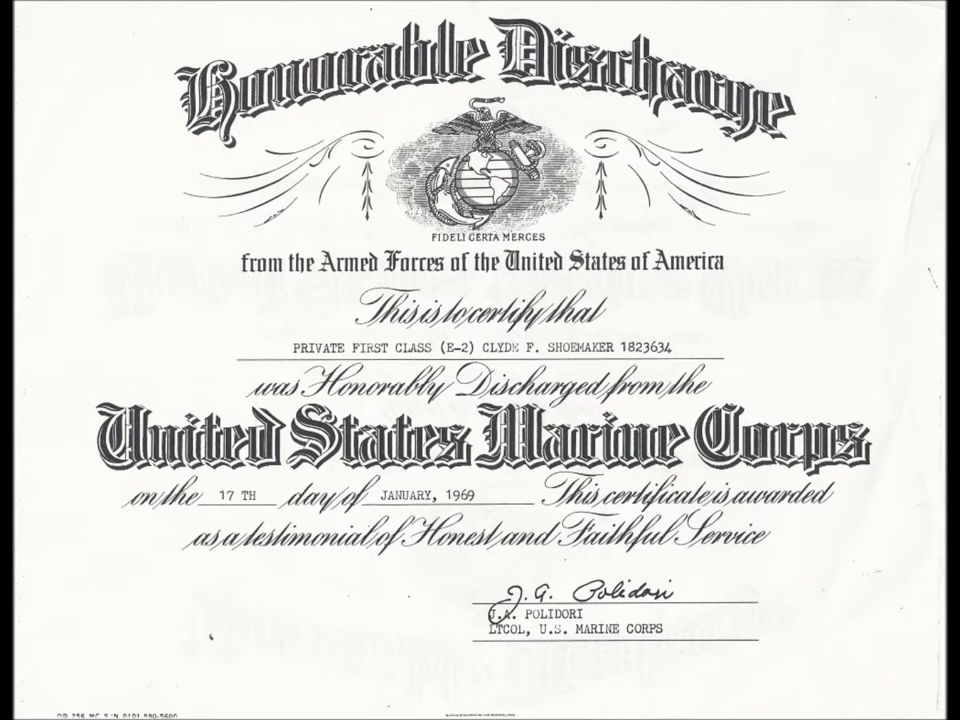 Honorable Discharge
FIDELI CERTA MERCES
from the Armed Forces of the United States of America
This is to certify that
PRIVATE FIRST CLASS (E-2) CLYDE F. SHOEMAKER 1823634
was Honorably Discharged from the
United States Marine Corps
on the 17 TH day of JANUARY, 1969 This certificate is awarded
as a testimonial of Honest and Faithful Service
J. A. Polidori
J.A. POLIDORI
LTCOL, U.S. MARINE CORPS